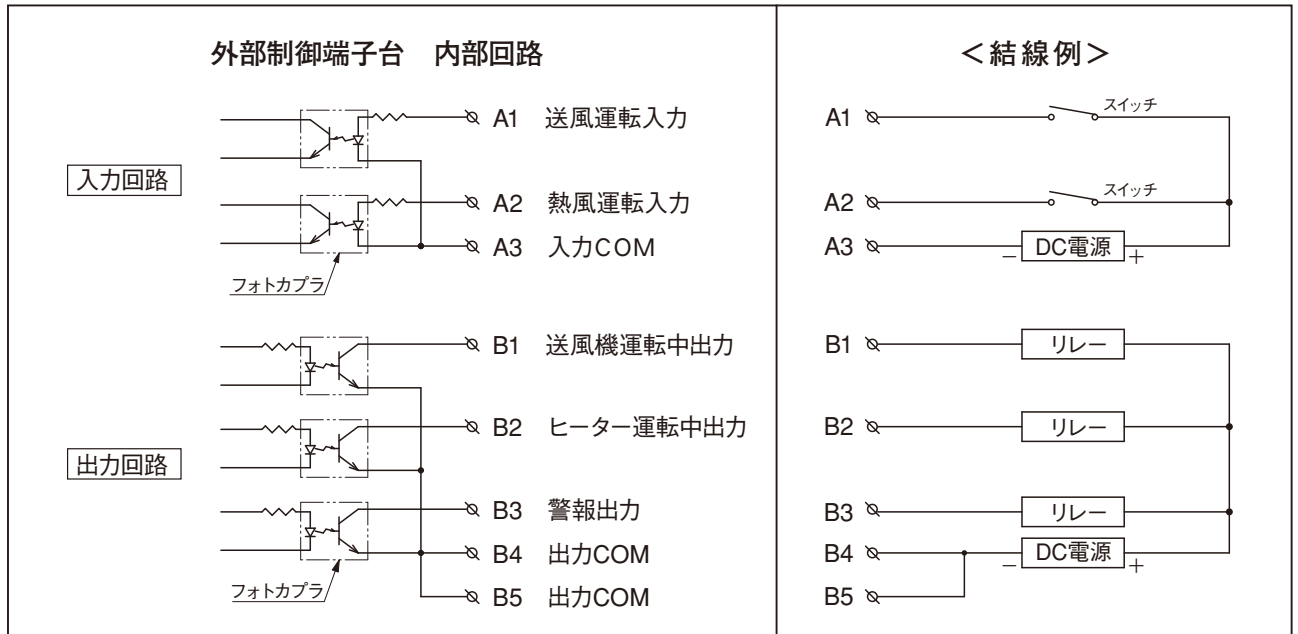 外部制御端子台 内部回路
入力回路
A1 送風運転入力
A2 熱風運転入力
A3 入力COM
フォトカプラ
出力回路
B1 送風機運転中出力
B2 ヒーター運転中出力
B3 警報出力
B4 出力COM
B5 出力COM
フォトカプラ
＜結線例＞
A1 スイッチ
A2 スイッチ
A3 － DC電源 ＋
B1 リレー
B2 リレー
B3 リレー
B4 － DC電源 ＋
B5